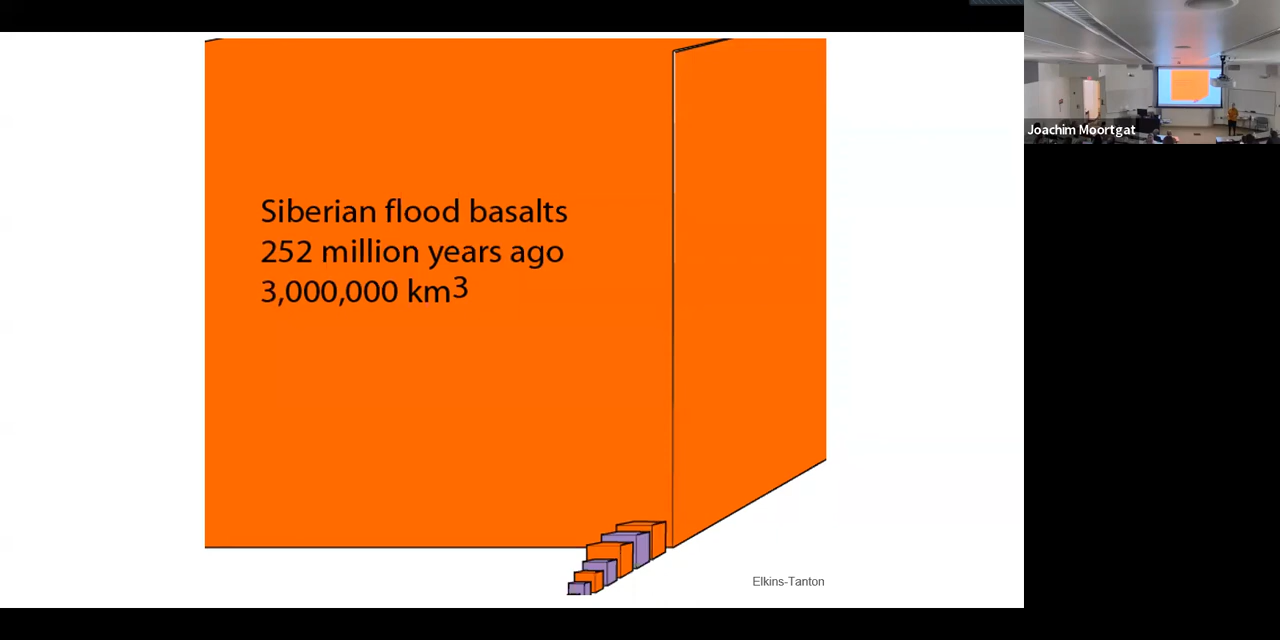 Siberian flood basalts
252 million years ago
3,000,000 km³
Elkins-Tanton
Joachim Moortgat